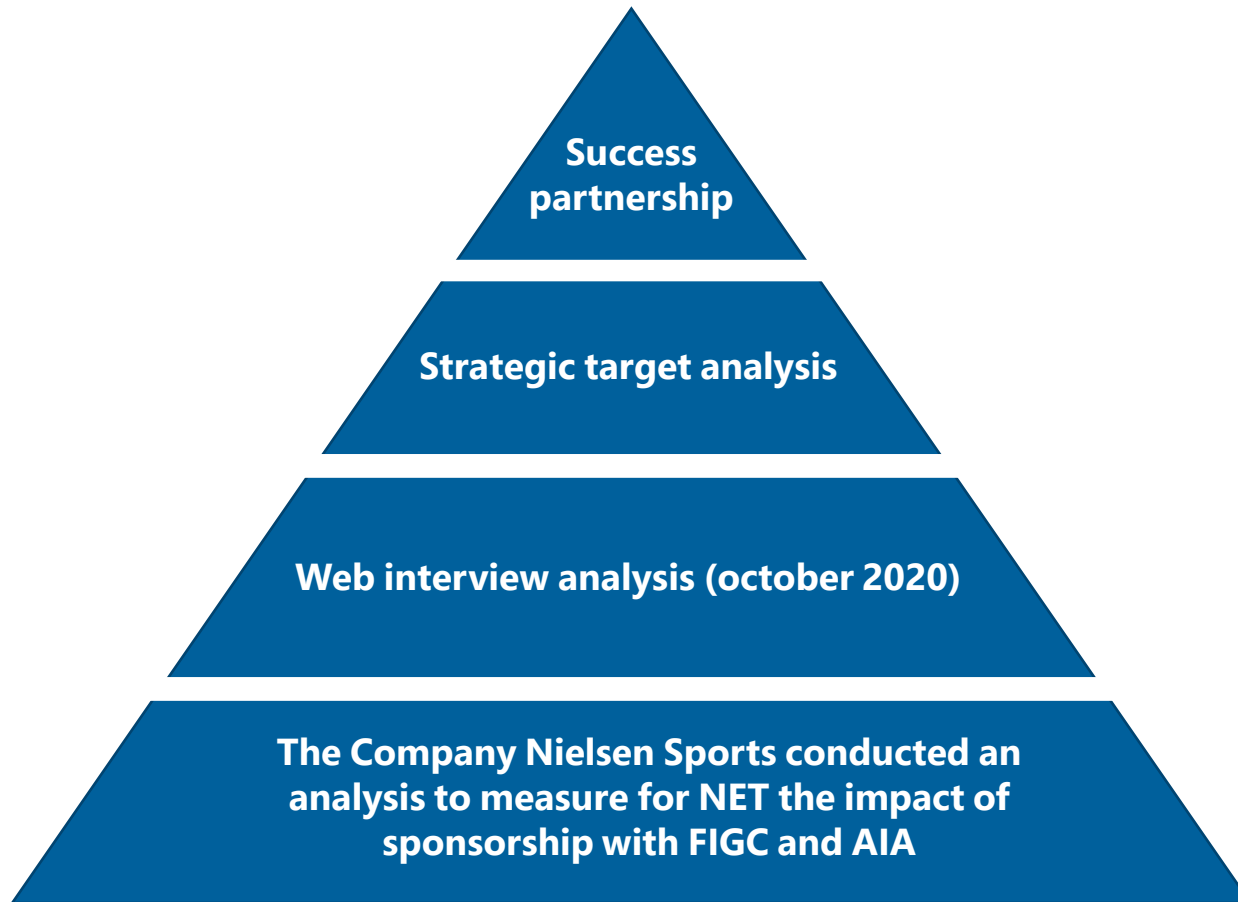 Success
partnership
Strategic target analysis
Web interview analysis (october 2020)
The Company Nielsen Sports conducted an
analysis to measure for NET the impact of
sponsorship with FIGC and AIA